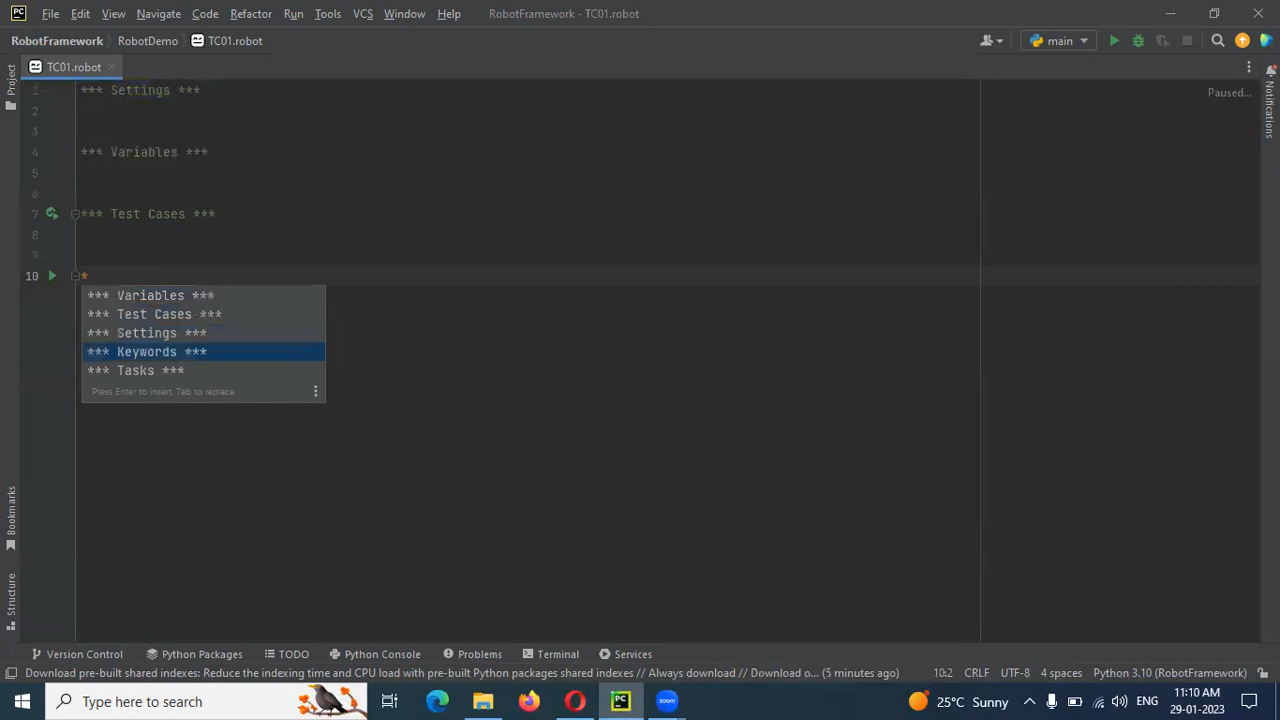 PC File Edit View Navigate Code Refactor Run Tools VCS Window Help RobotFramework - TC01.robot
RobotFramework RobotDemo TC01.robot main
Project TC01.robot
1 *** Settings ***
Paused...
2
3
4 *** Variables ***
5
6
7 *** Test Cases ***
8
9
10 *
*** Variables ***
*** Test Cases ***
*** Settings ***
*** Keywords ***
*** Tasks ***
Press Enter to insert, Tab to replace
Notifications
Bookmarks
Structure
Version Control Python Packages TODO Python Console Problems Terminal Services
Download pre-built shared indexes: Reduce the indexing time and CPU load with pre-built Python packages shared indexes // Always download // Download o... (5 minutes ago) 10:2 CRLF UTF-8 4 spaces Python 3.10 (RobotFramework)
Type here to search PC zoom 25°C Sunny ENG 11:10 AM
29-01-2023